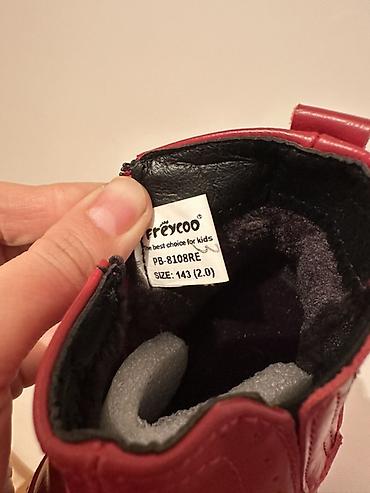 Freycoo®
The best choice for kids
PB-8108RE
SIZE: 143 (2.0)